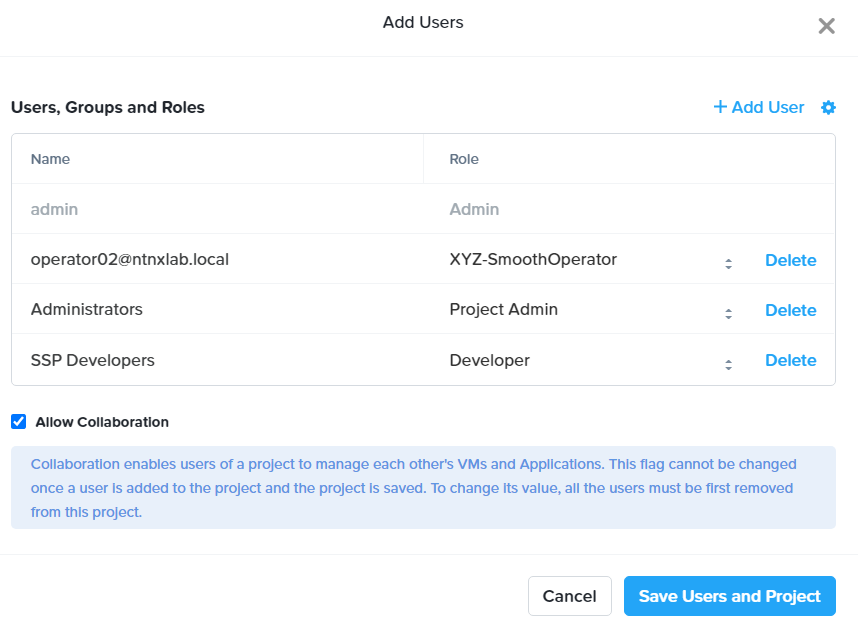 Add Users
Users, Groups and Roles
+ Add User
Name Role
admin Admin
operator02@ntnxlab.local XYZ-SmoothOperator Delete
Administrators Project Admin Delete
SSP Developers Developer Delete
Allow Collaboration
Collaboration enables users of a project to manage each other's VMs and Applications. This flag cannot be changed
once a user is added to the project and the project is saved. To change its value, all the users must be first removed
from this project.
Cancel Save Users and Project